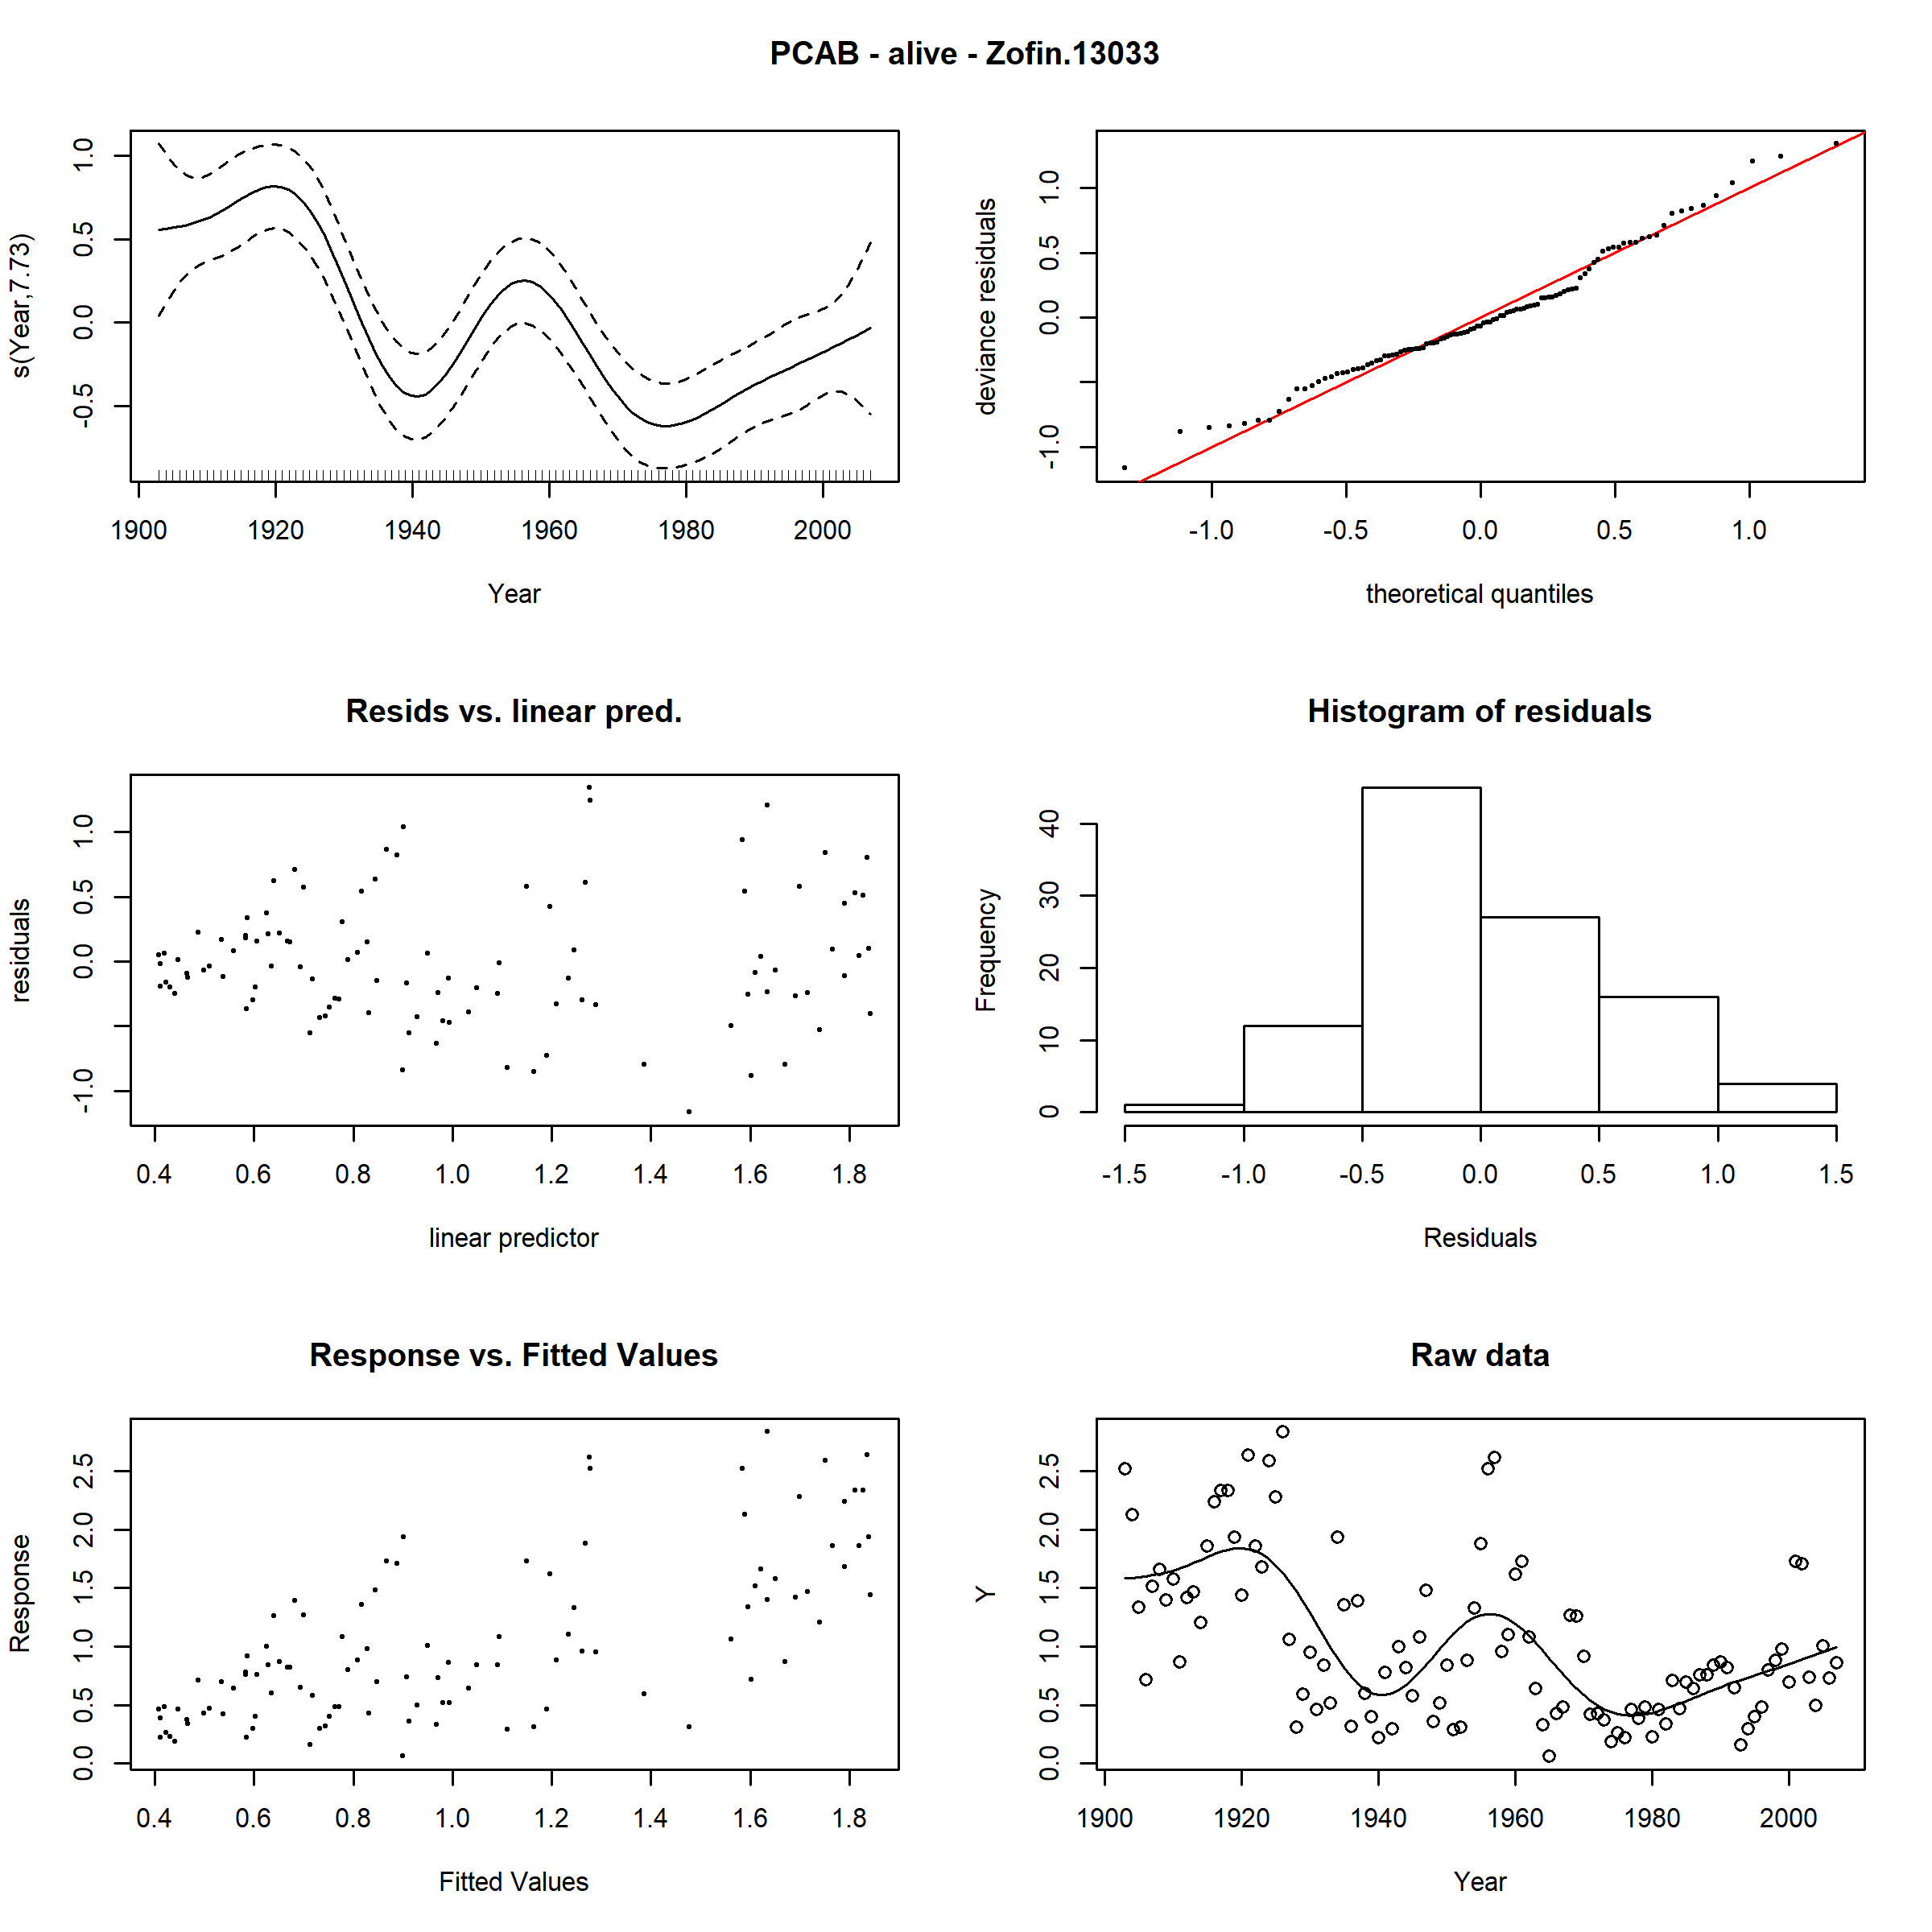 PCAB - alive - Zofin.13033
s(Year,7.73)
1.0
0.5
0.0
-0.5
1900 1920 1940 1960 1980 2000
Year
deviance residuals
1.0
0.5
0.0
-1.0
-1.0 -0.5 0.0 0.5 1.0
theoretical quantiles
Resids vs. linear pred.
residuals
1.0
0.5
0.0
-1.0
0.4 0.6 0.8 1.0 1.2 1.4 1.6 1.8
linear predictor
Histogram of residuals
Frequency
40
30
20
10
0
-1.5 -1.0 -0.5 0.0 0.5 1.0 1.5
Residuals
Response vs. Fitted Values
Response
2.5
2.0
1.5
1.0
0.5
0.0
0.4 0.6 0.8 1.0 1.2 1.4 1.6 1.8
Fitted Values
Raw data
Y
2.5
2.0
1.5
1.0
0.5
0.0
1900 1920 1940 1960 1980 2000
Year